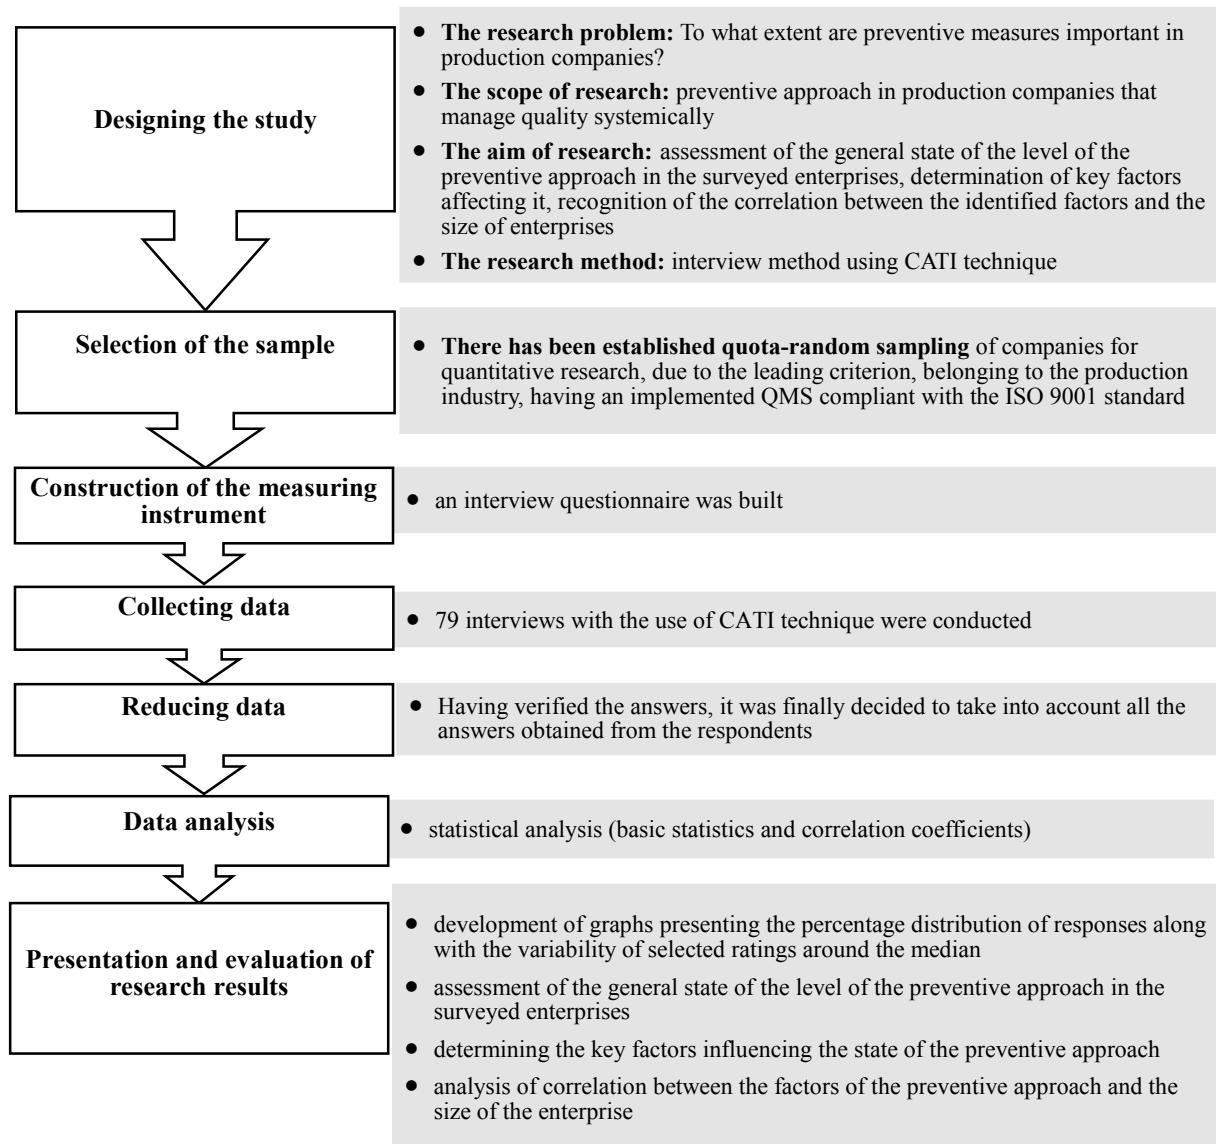 Designing the study
• The research problem: To what extent are preventive measures important in
production companies?
• The scope of research: preventive approach in production companies that
manage quality systemically
• The aim of research: assessment of the general state of the level of the
preventive approach in the surveyed enterprises, determination of key factors
affecting it, recognition of the correlation between the identified factors and the
size of enterprises
• The research method: interview method using CATI technique
Selection of the sample
• There has been established quota-random sampling of companies for
quantitative research, due to the leading criterion, belonging to the production
industry, having an implemented QMS compliant with the ISO 9001 standard
Construction of the measuring
instrument
• an interview questionnaire was built
Collecting data
• 79 interviews with the use of CATI technique were conducted
Reducing data
• Having verified the answers, it was finally decided to take into account all the
answers obtained from the respondents
Data analysis
• statistical analysis (basic statistics and correlation coefficients)
Presentation and evaluation of
research results
• development of graphs presenting the percentage distribution of responses along
with the variability of selected ratings around the median
• assessment of the general state of the level of the preventive approach in the
surveyed enterprises
• determining the key factors influencing the state of the preventive approach
• analysis of correlation between the factors of the preventive approach and the
size of the enterprise